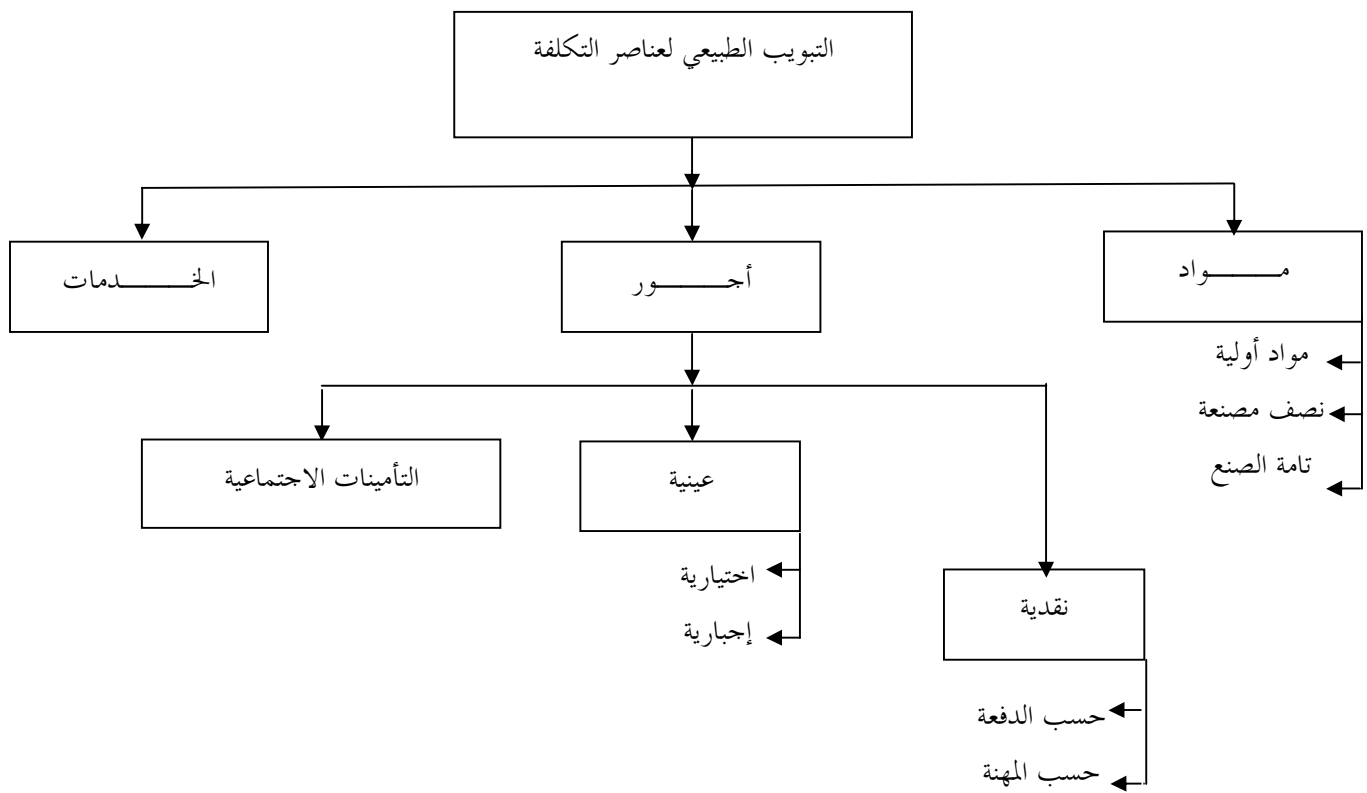 التبويب الطبيعي لعناصر التكلفة
مـــــواد
أجـــــور
الخـــــدمات
مواد أولية
نصف مصنعة
تامة الصنع
نقدية
عينية
التأمينات الاجتماعية
اختيارية
إجبارية
حسب الدفعة
حسب المهنة